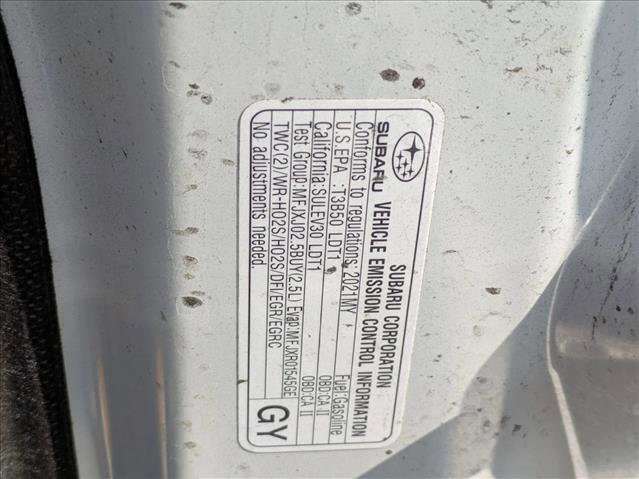 SUBARU CORPORATION
SUBARU VEHICLE EMISSION CONTROL INFORMATION
Conforms to regulations:2021MY Fuel:Gasoline
U.S.EPA :T3B50 LDT1 OBD:CA II
California:SULEV30 LDT1 OBD:CA II
Test Group:MFJXJ02.5BUY(2.5L) Evap:MFJXR0154SGE
TWC(2)/WR-HO2S/HO2S/DFI/EGR/EGRC
No adjustments needed.
GY